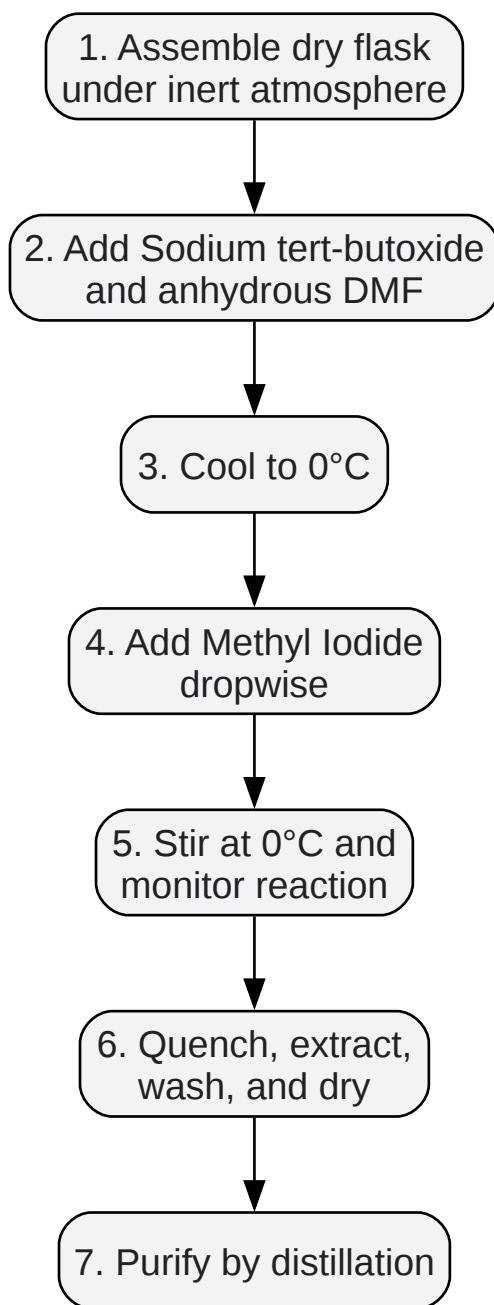 1. Assemble dry flask
under inert atmosphere
2. Add Sodium tert-butoxide
and anhydrous DMF
3. Cool to 0°C
4. Add Methyl Iodide
dropwise
5. Stir at 0°C and
monitor reaction
6. Quench, extract,
wash, and dry
7. Purify by distillation